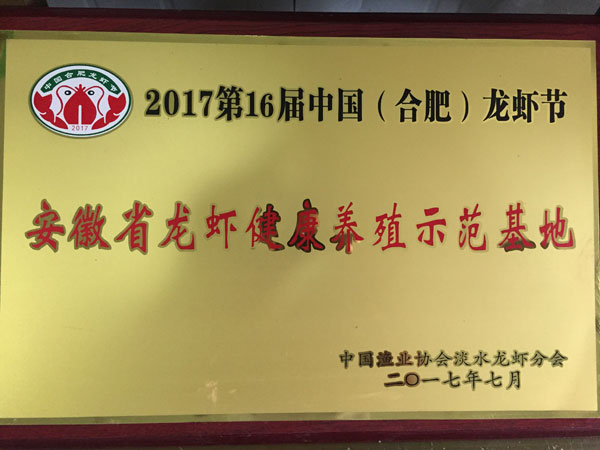 中国合肥龙虾节
2017
2017第16届中国（合肥）龙虾节
安徽省龙虾健康养殖示范基地
中国渔业协会淡水龙虾分会
二〇一七年七月